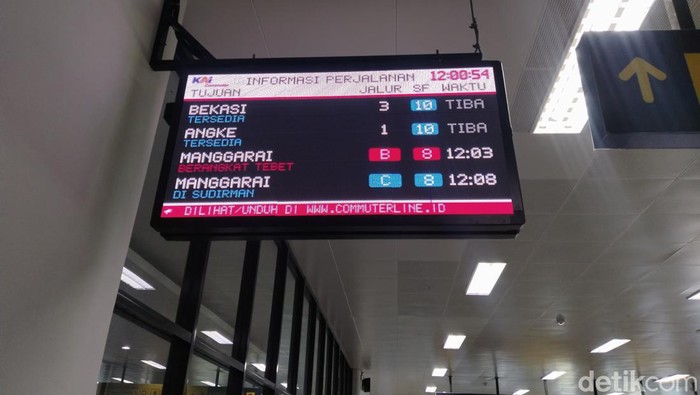 KAI Commuter INFORMASI PERJALANAN 12:00:54
TUJUAN JALUR SF WAKTU
BEKASI 3 10 TIBA
TERSEDIA
ANGKE 1 10 TIBA
TERSEDIA
MANGGARAI B 8 12:03
BERANGKAT TEBET
MANGGARAI C 8 12:08
DI SUDIRMAN
DILIHAT/UNDUH DI WWW.COMMUTERLINE.ID
detikcom